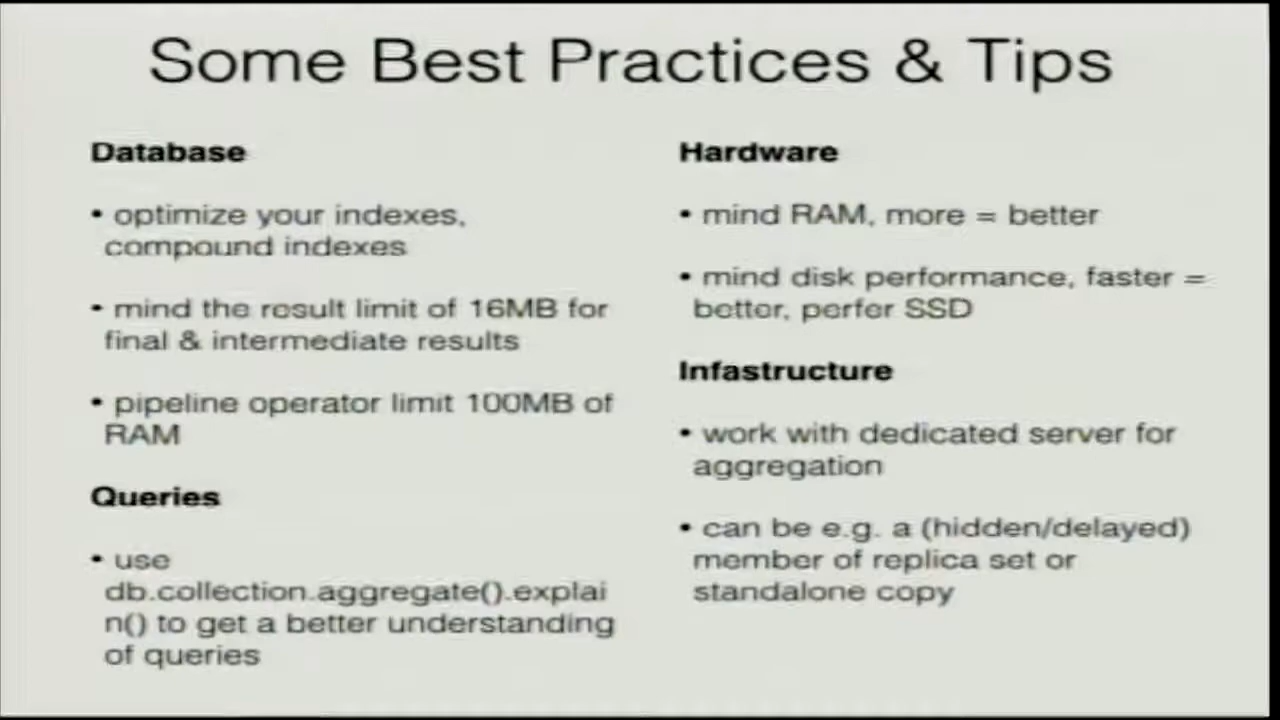 Some Best Practices & Tips
Database
• optimize your indexes,
compound indexes
• mind the result limit of 16MB for
final & intermediate results
• pipeline operator limit 100MB of
RAM
Queries
• use
db.collection.aggregate().explai
n() to get a better understanding
of queries
Hardware
• mind RAM, more = better
• mind disk performance, faster =
better, perfer SSD
Infastructure
• work with dedicated server for
aggregation
• can be e.g. a (hidden/delayed)
member of replica set or
standalone copy